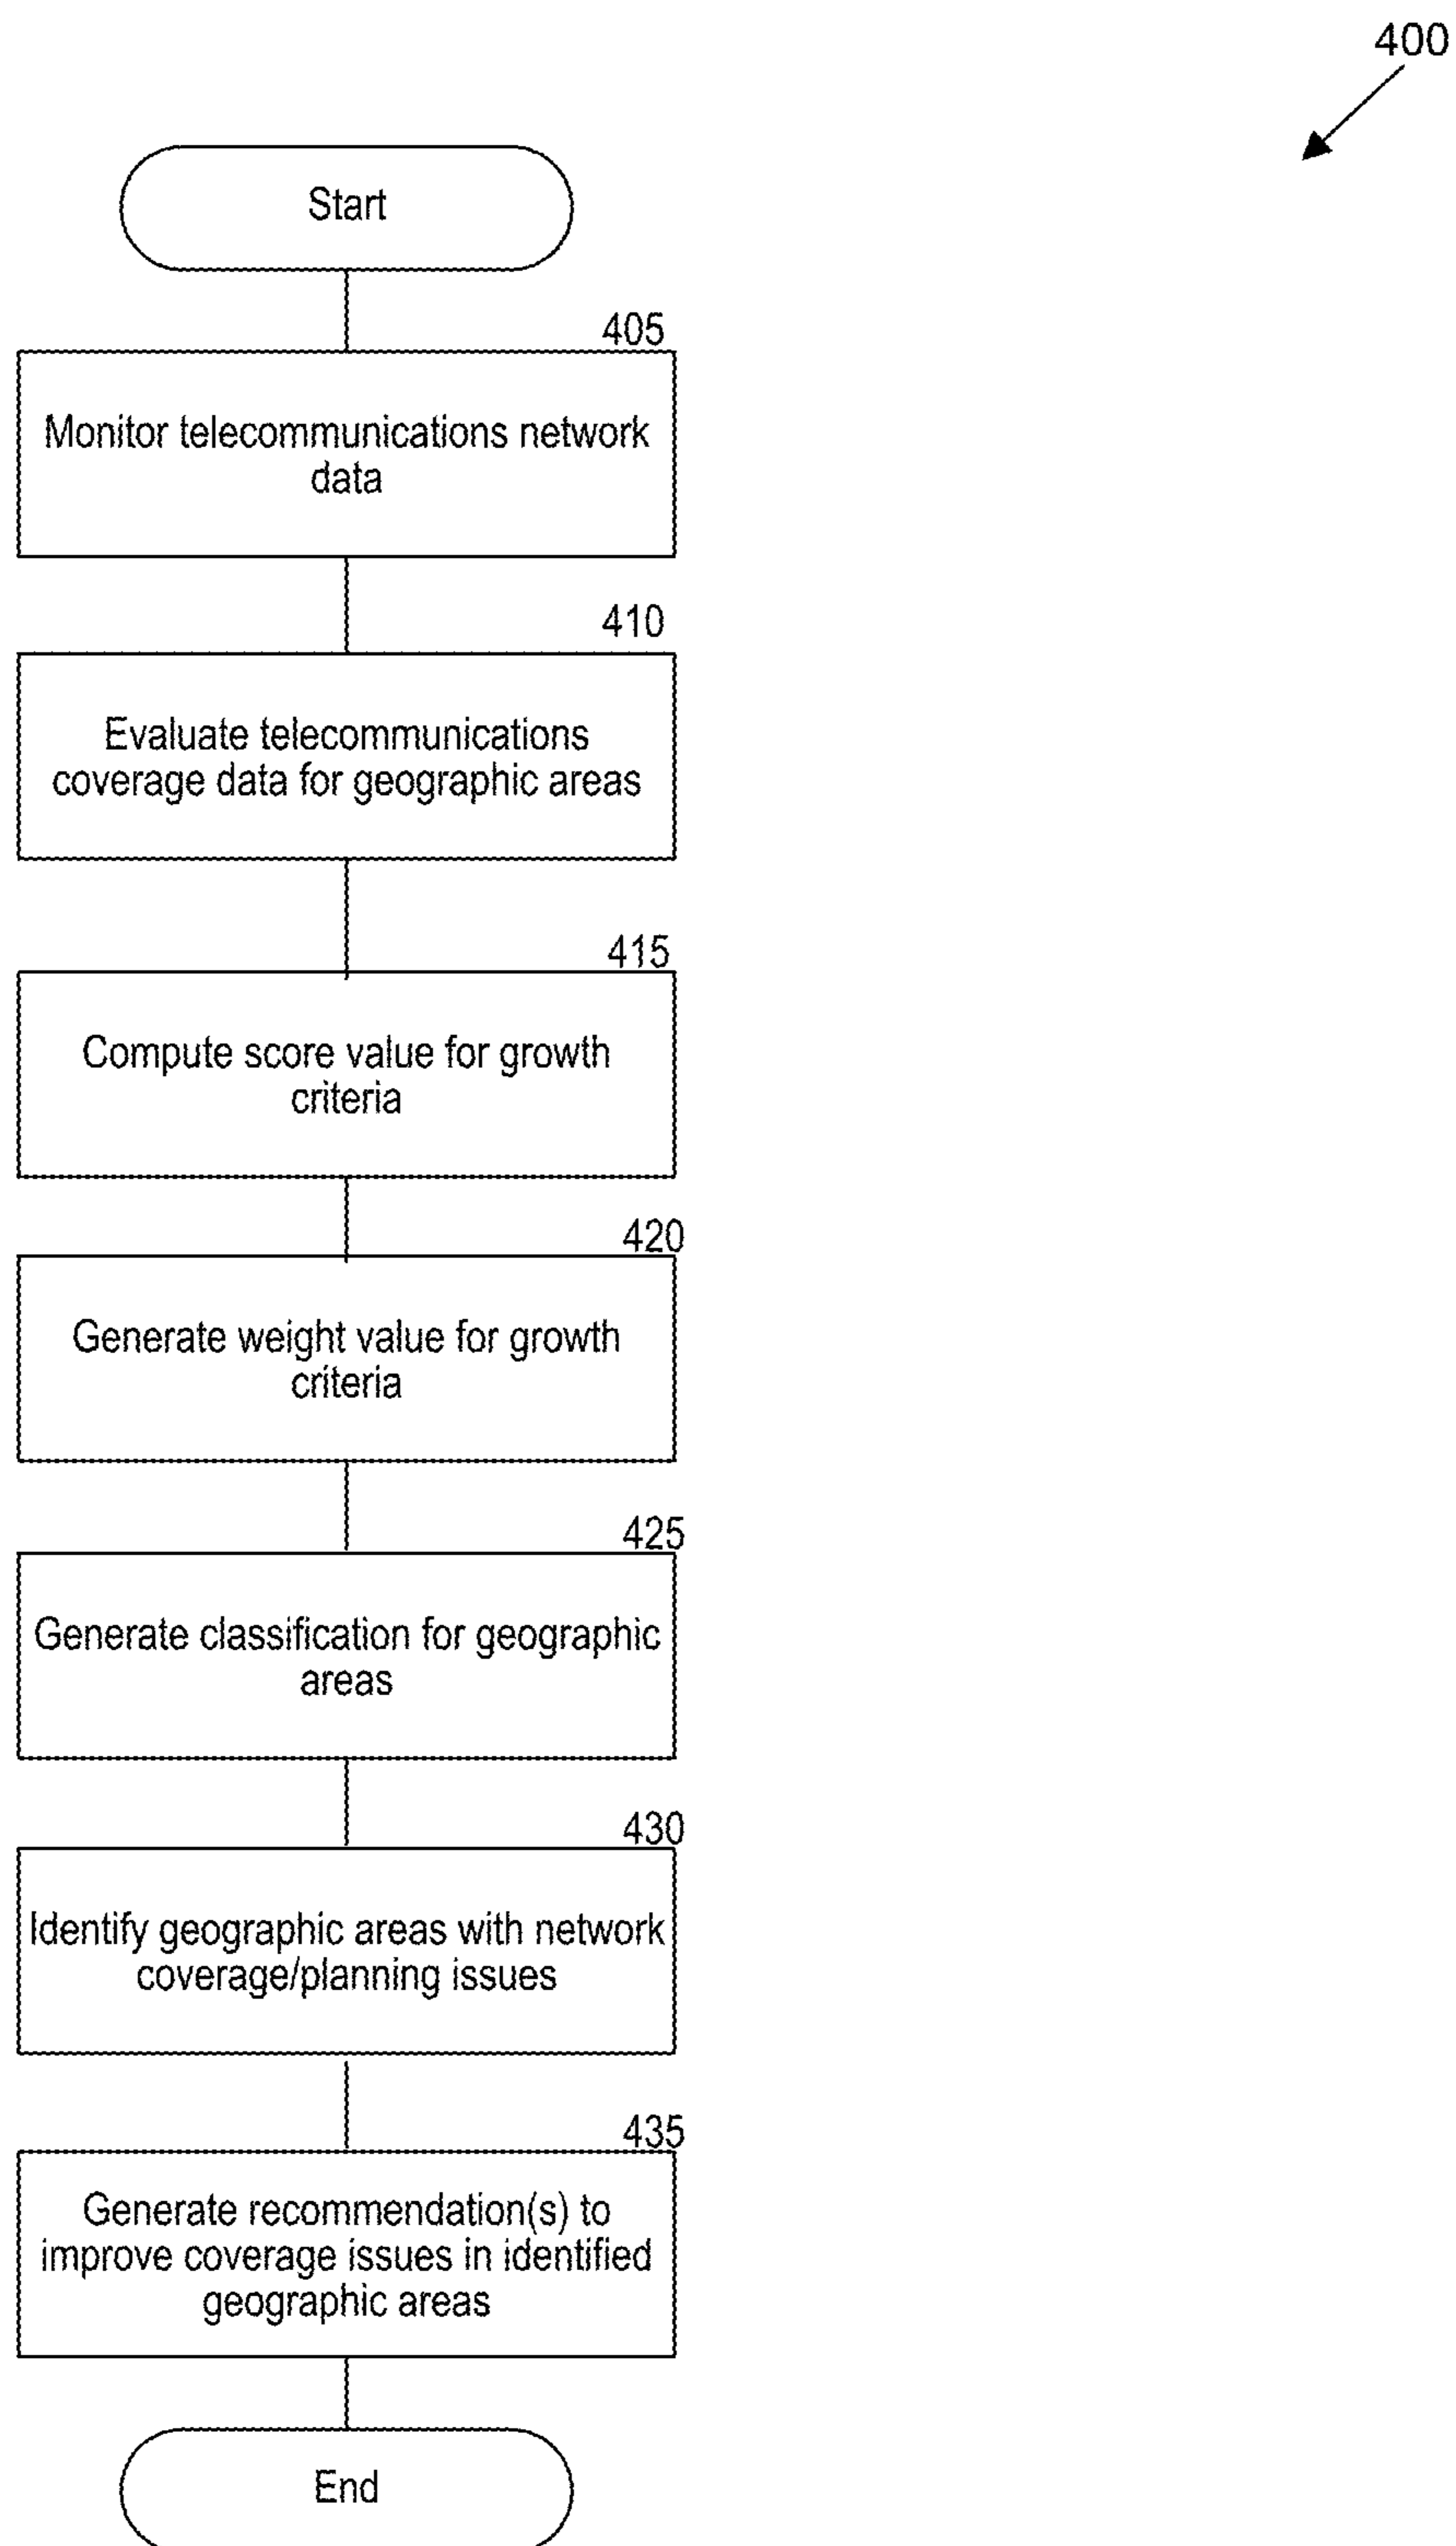 400
Start
405
Monitor telecommunications network
data
410
Evaluate telecommunications
coverage data for geographic areas
415
Compute score value for growth
criteria
420
Generate weight value for growth
criteria
425
Generate classification for geographic
areas
430
Identify geographic areas with network
coverage/planning issues
435
Generate recommendation(s) to
improve coverage issues in identified
geographic areas
End